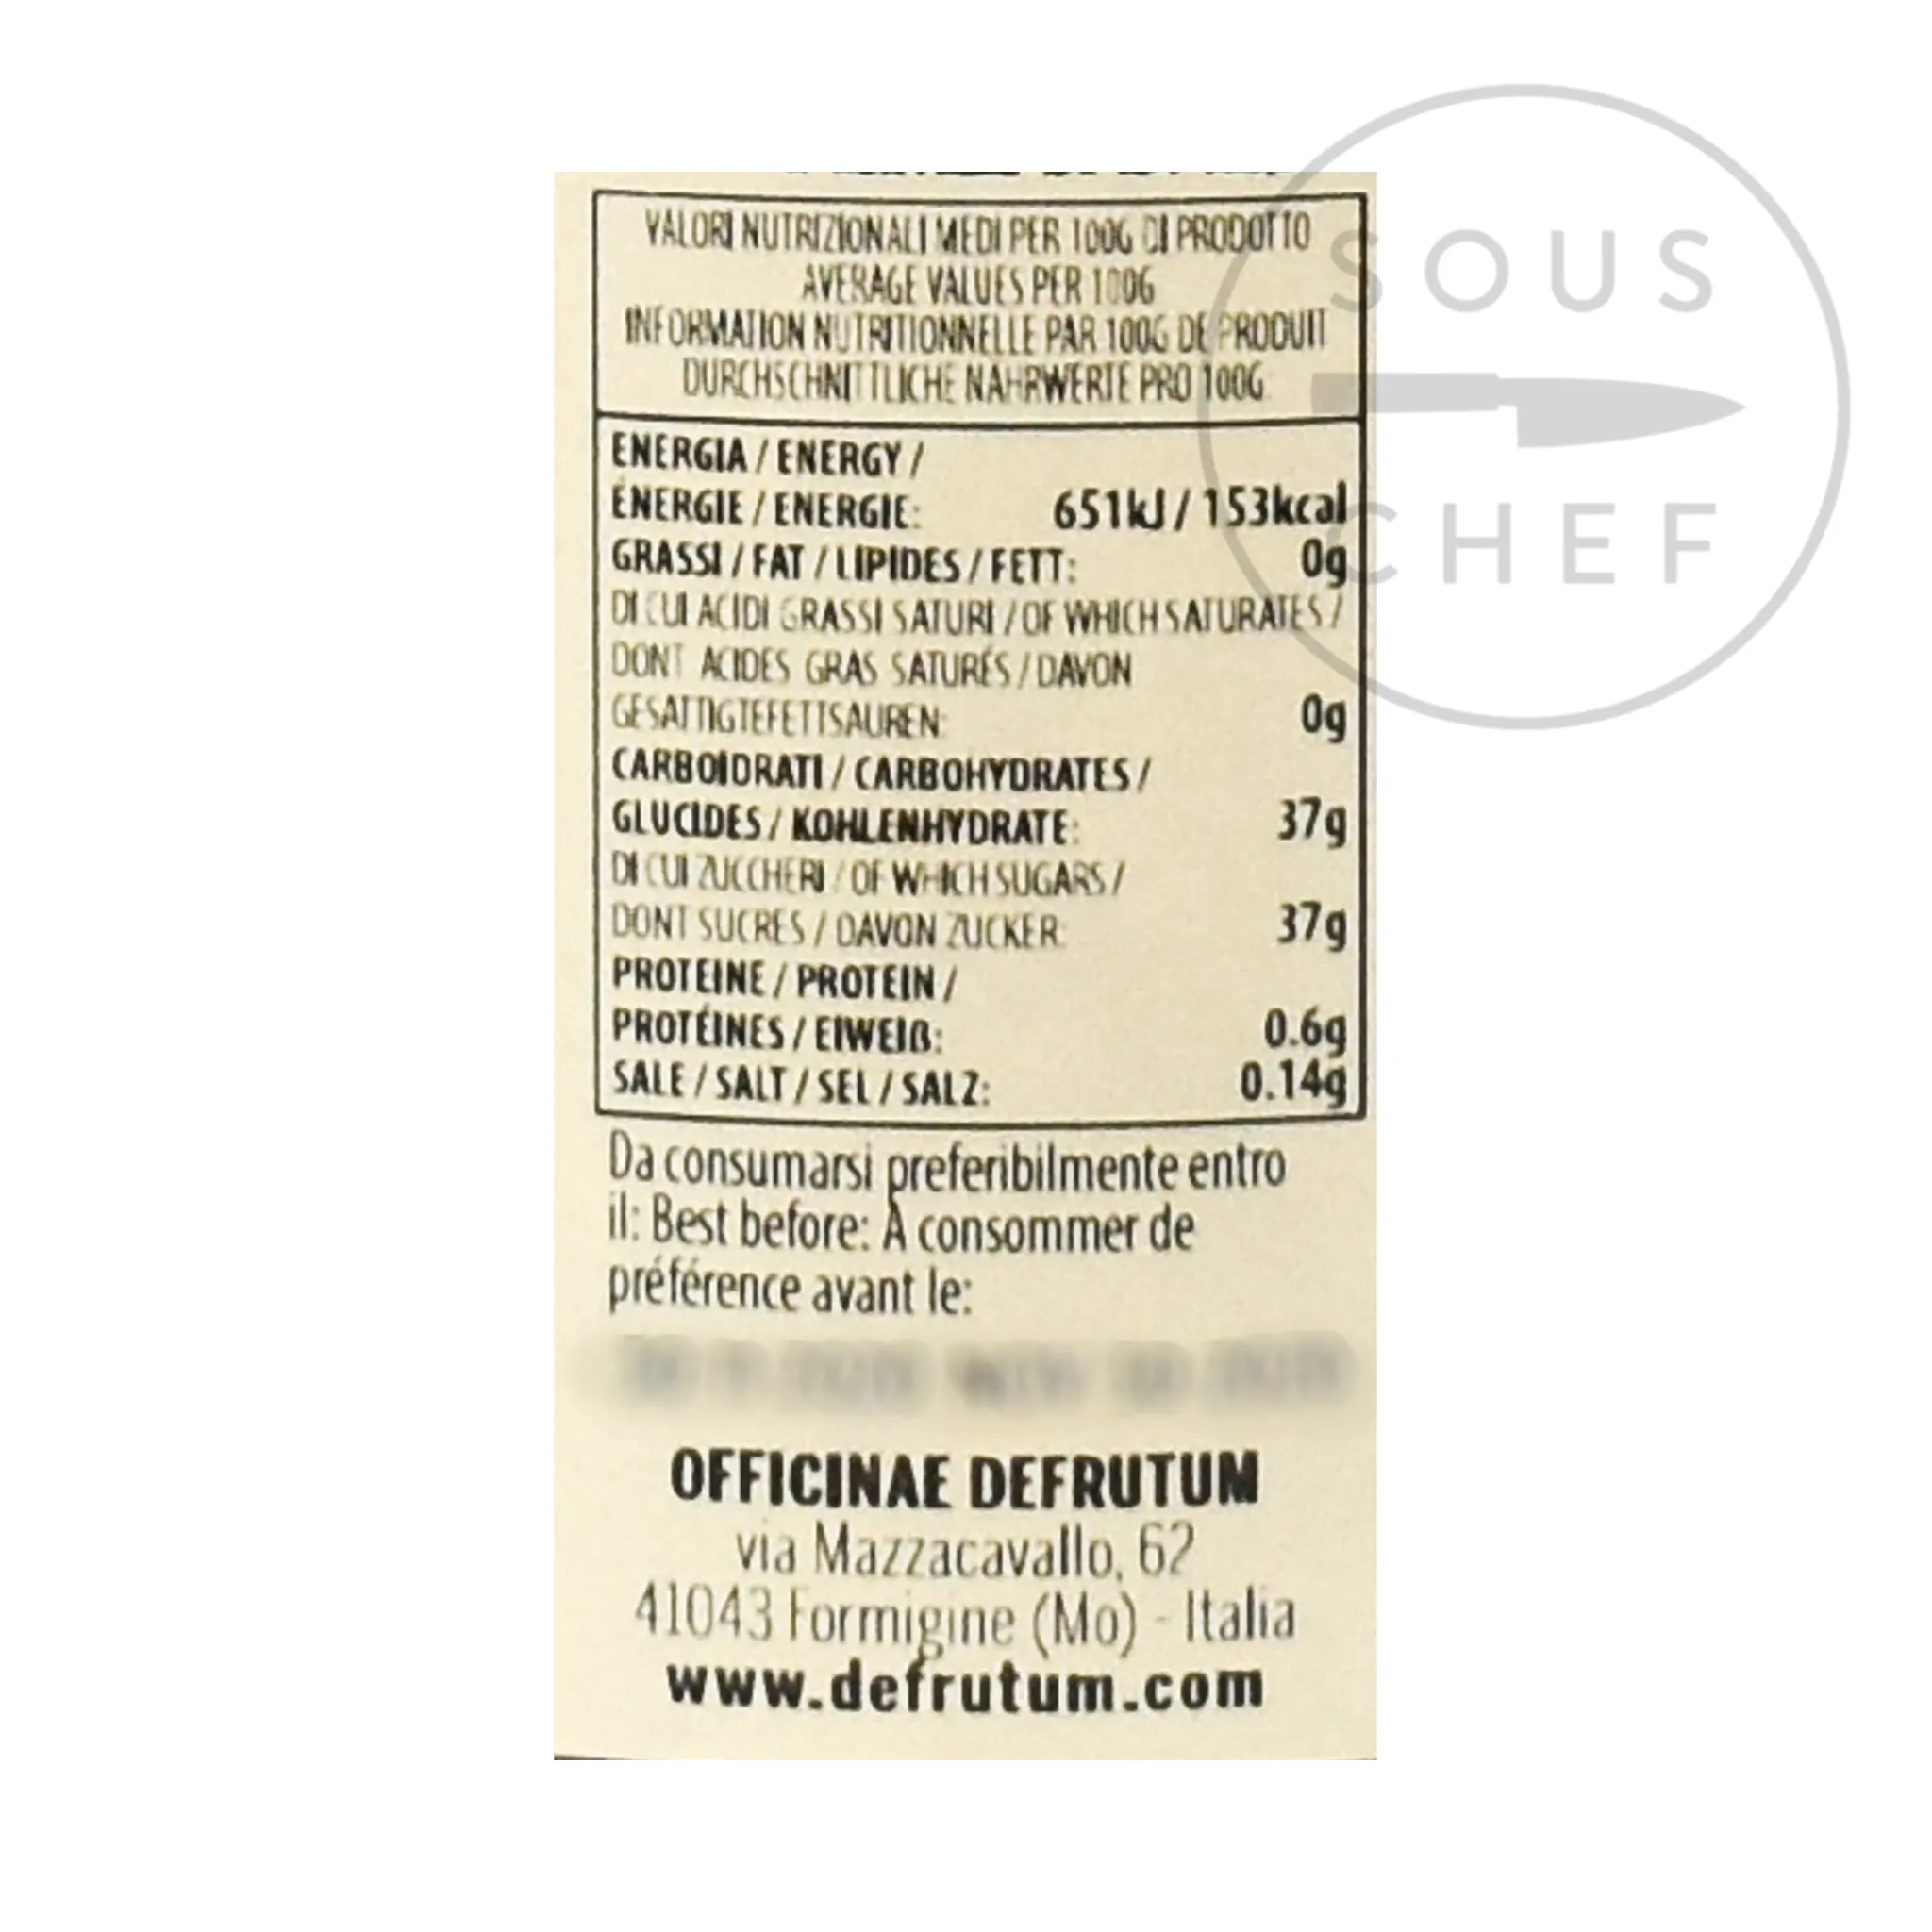 VALORI NUTRIZIONALI MEDI PER 100G DI PRODOTTO
AVERAGE VALUES PER 100G
INFORMATION NUTRITIONNELLE PAR 100G DE PRODUIT
DURCHSCHNITTLICHE NAHRWERTE PRO 100G
ENERGIA / ENERGY /
ÉNERGIE / ENERGIE: 651kJ / 153kcal
GRASSI / FAT / LIPIDES / FETT: 0g
DI CUI ACIDI GRASSI SATURI / OF WHICH SATURATES /
DONT ACIDES GRAS SATURÉS / DAVON
GESATTIGTEFETTSAUREN: 0g
CARBOIDRATI / CARBOHYDRATES /
GLUCIDES / KOHLENHYDRATE: 37g
DI CUI ZUCCHERI / OF WHICH SUGARS /
DONT SUCRES / DAVON ZUCKER: 37g
PROTEINE / PROTEIN /
PROTÉINES / EIWEIß: 0.6g
SALE / SALT / SEL / SALZ: 0.14g
Da consumarsi preferibilmente entro
il: Best before: À consommer de
préférence avant le:
OFFICINAE DEFRUTUM
via Mazzacavallo, 62
41043 Formigine (Mo) - Italia
www.defrutum.com
SOUS
CHEF